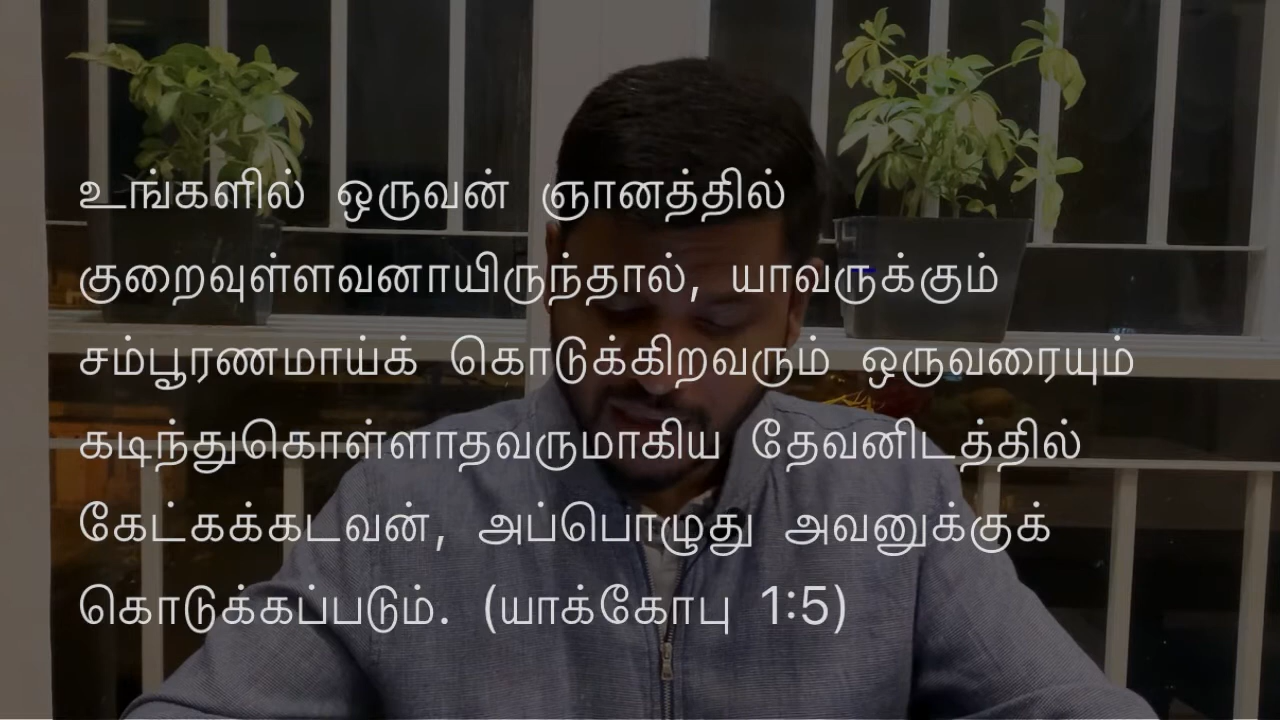 உங்களில் ஒருவன் ஞானத்தில்
குறைவுள்ளவனாயிருந்தால், யாவருக்கும்
சம்பூரணமாய்க் கொடுக்கிறவரும் ஒருவரையும்
கடிந்துகொள்ளாதவருமாகிய தேவனிடத்தில்
கேட்கக்கடவன், அப்பொழுது அவனுக்குக்
கொடுக்கப்படும். (யாக்கோபு 1:5)